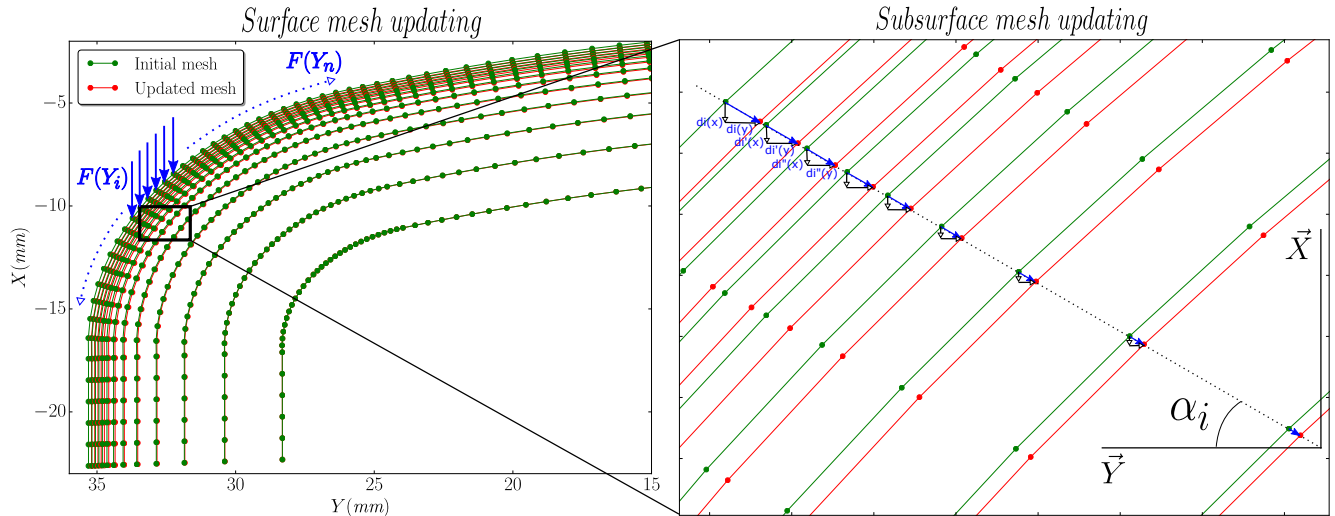 Surface mesh updating
Subsurface mesh updating
Initial mesh
Updated mesh
F(Yₙ)
F(Yᵢ)
−5
−10
−15
−20
X(mm)
35
30
25
20
15
Y(mm)
di(x)
di(y)
di'(x)
di'(y)
di"(x)
di"(y)
X⃗
αᵢ
Y⃗